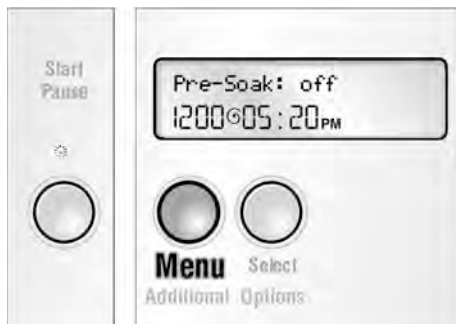 Start
Pause
Pre-Soak: off
1200 05:20PM
Menu
Select
Additional Options